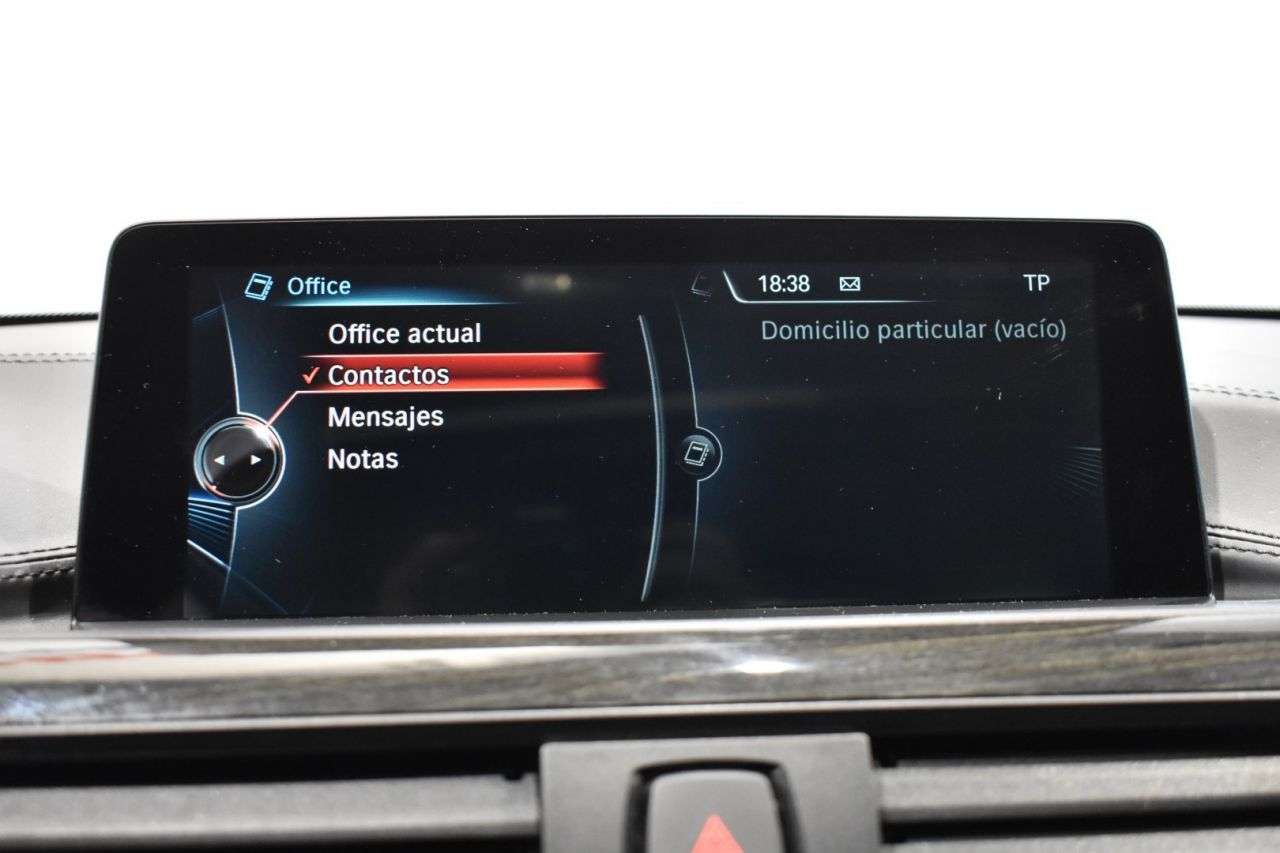 Office
18:38
TP
Office actual
Contactos
Mensajes
Notas
Domicilio particular (vacío)